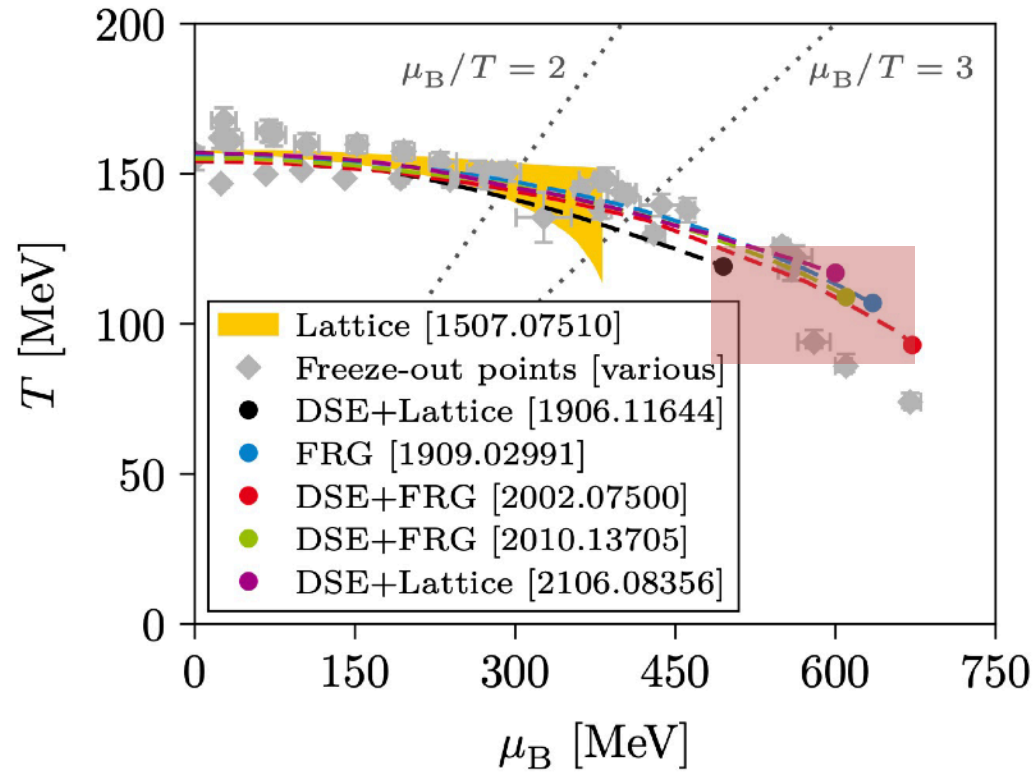 200
150
100
50
0
T [MeV]
μB/T = 2
μB/T = 3
Lattice [1507.07510]
Freeze-out points [various]
DSE+Lattice [1906.11644]
FRG [1909.02991]
DSE+FRG [2002.07500]
DSE+FRG [2010.13705]
DSE+Lattice [2106.08356]
0 150 300 450 600 750
μB [MeV]